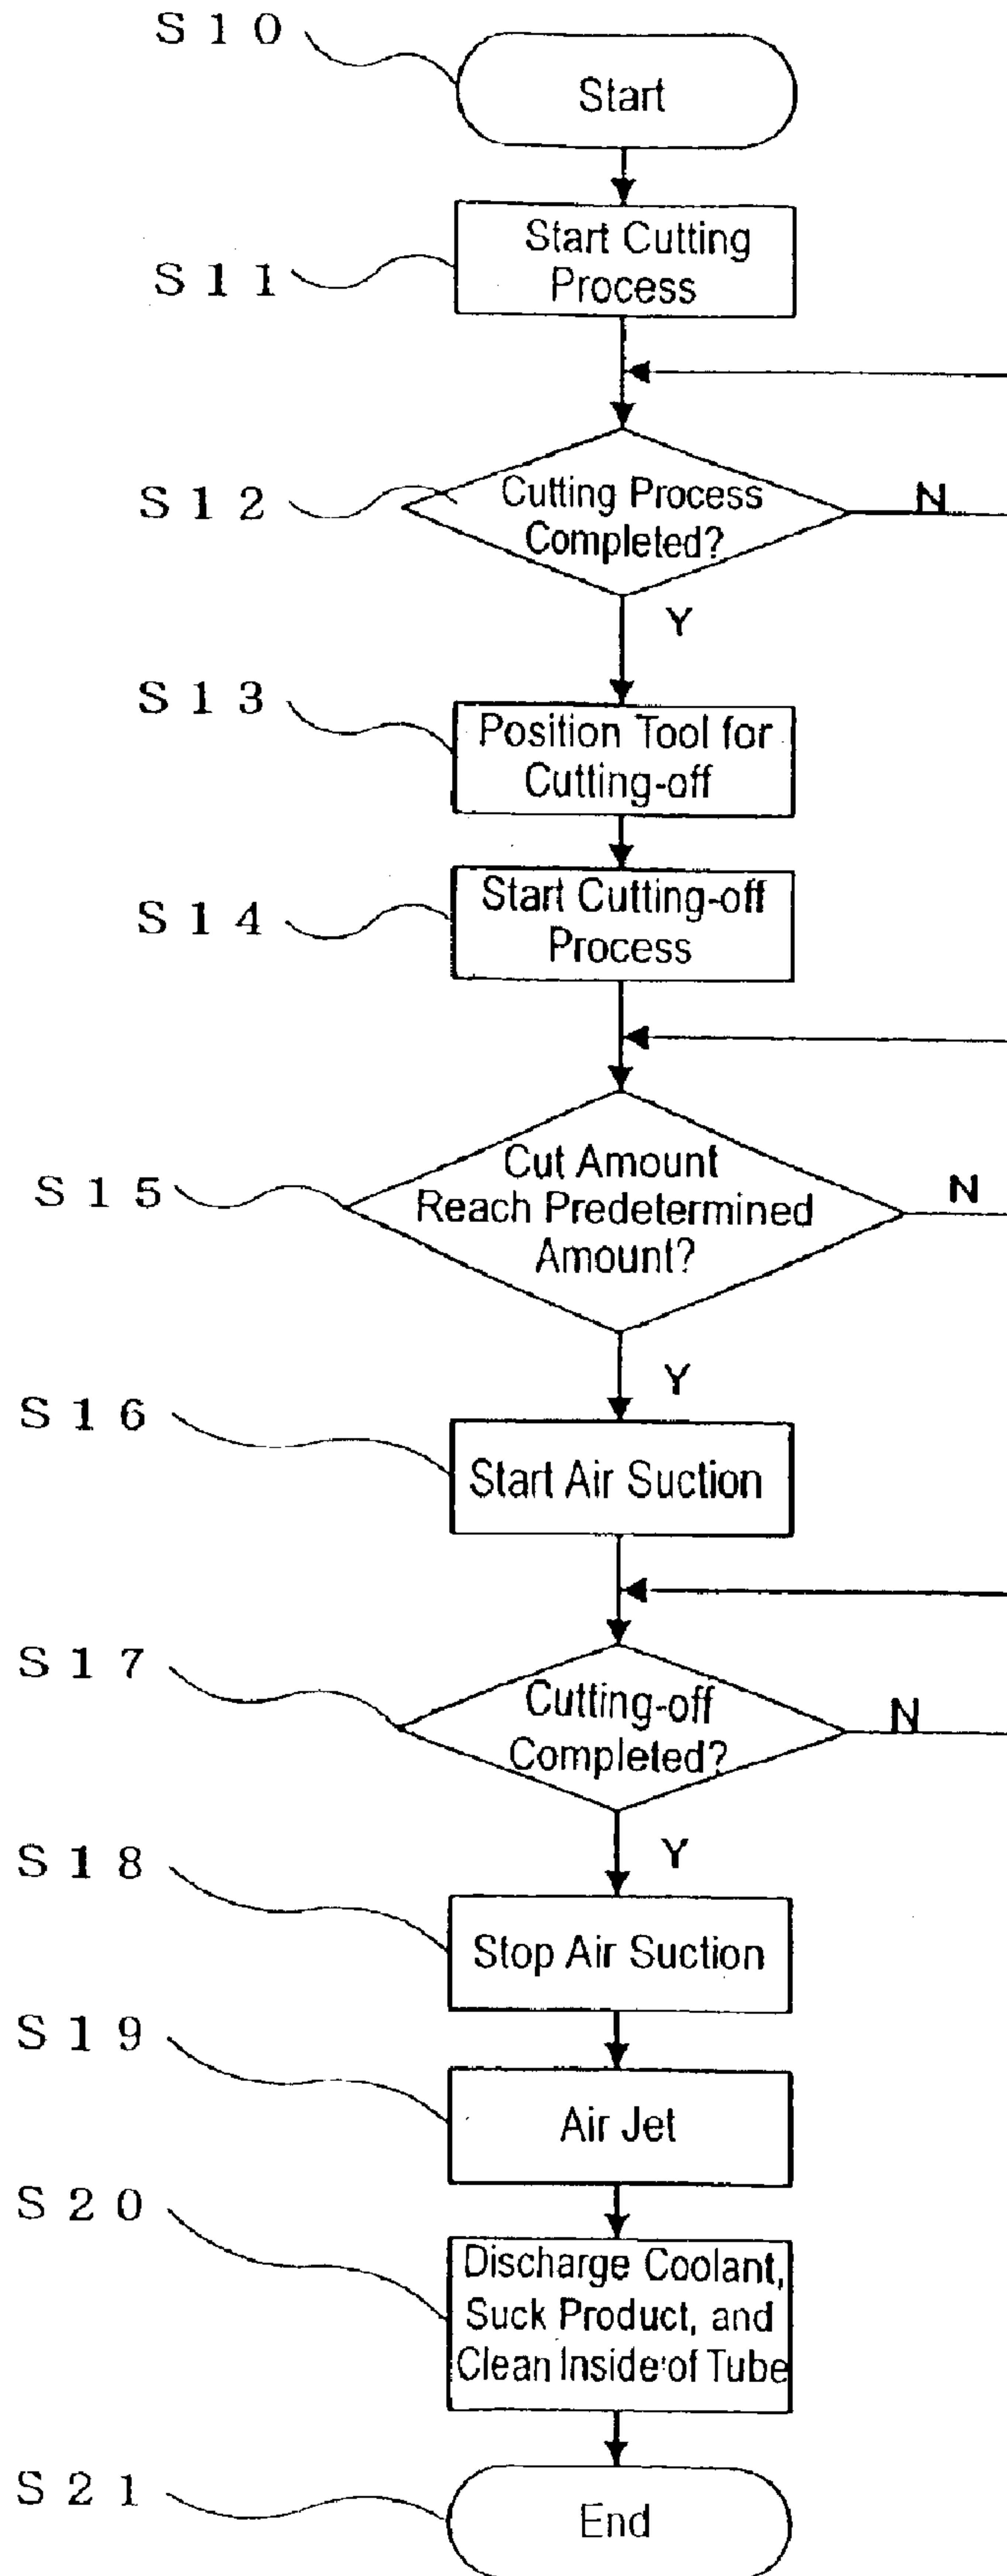 S10
Start
S11
Start Cutting
Process
S12
Cutting Process
Completed?
N
Y
S13
Position Tool for
Cutting-off
S14
Start Cutting-off
Process
S15
Cut Amount
Reach Predetermined
Amount?
N
Y
S16
Start Air Suction
S17
Cutting-off
Completed?
N
Y
S18
Stop Air Suction
S19
Air Jet
S20
Discharge Coolant,
Suck Product, and
Clean Inside of Tube
S21
End